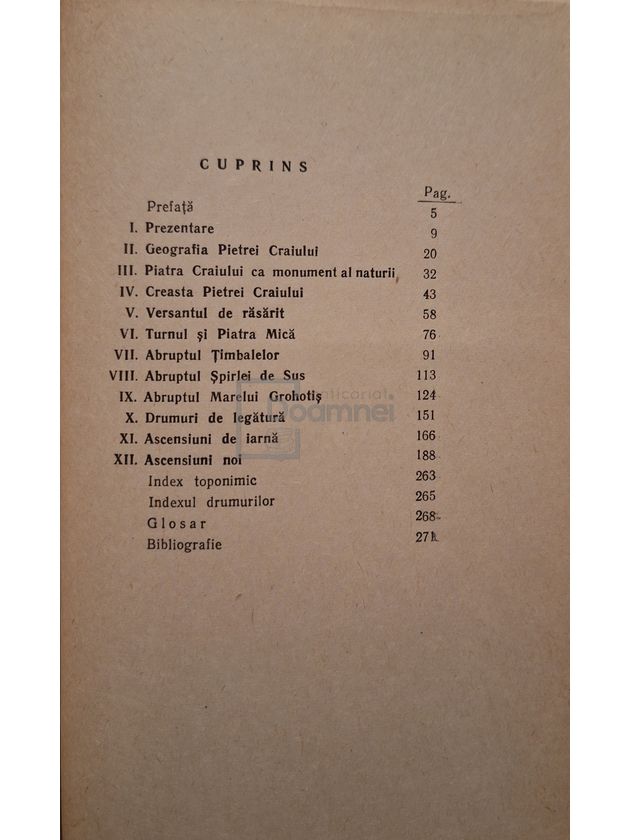 CUPRINS
Pag.
Prefață 5
I. Prezentare 9
II. Geografia Pietrei Craiului 20
III. Piatra Craiului ca monument al naturii 32
IV. Creasta Pietrei Craiului 43
V. Versantul de răsărit 58
VI. Turnul și Piatra Mică 76
VII. Abruptul Țimbalelor 91
VIII. Abruptul Șpirlei de Sus 113
IX. Abruptul Marelui Grohotiș 124
anticariat
Doamnei
X. Drumuri de legătură 151
XI. Ascensiuni de iarnă 166
XII. Ascensiuni noi 188
Index toponimic 263
Indexul drumurilor 265
Glosar 268
Bibliografie 271